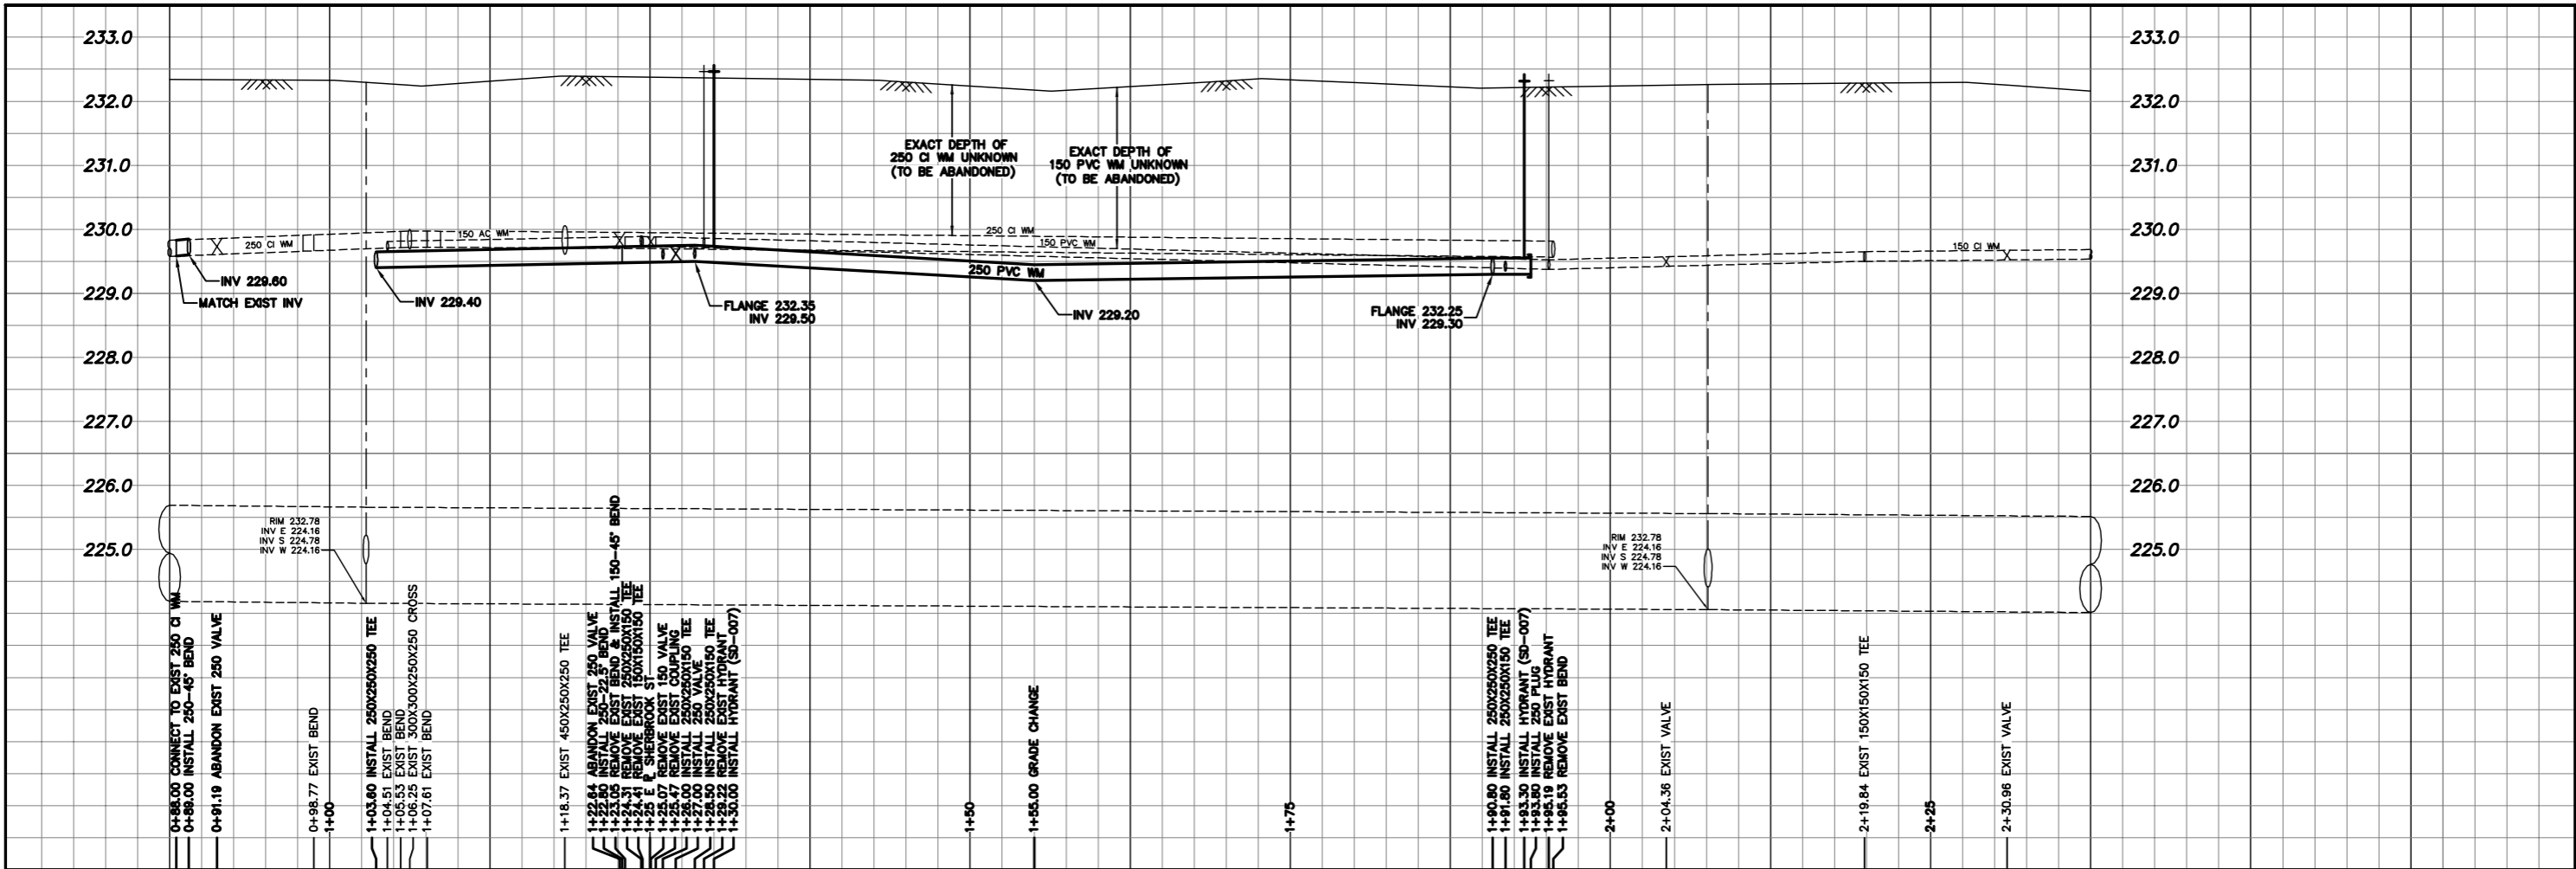 233.0
232.0
231.0
230.0
229.0
228.0
227.0
226.0
225.0
233.0
232.0
231.0
230.0
229.0
228.0
227.0
226.0
225.0
EXACT DEPTH OF
250 CI WM UNKNOWN
(TO BE ABANDONED)
EXACT DEPTH OF
150 PVC WM UNKNOWN
(TO BE ABANDONED)
250 CI WM
150 AC WM
250 CI WM
150 PVC WM
250 PVC WM
150 CI WM
INV 229.60
MATCH EXIST INV
INV 229.40
FLANGE 232.35
INV 229.50
INV 229.20
FLANGE 232.25
INV 229.30
RIM 232.78
INV E 224.16
INV S 224.78
INV W 224.16
RIM 232.78
INV E 224.16
INV S 224.78
INV W 224.16
0+88.00 CONNECT TO EXIST 250 CI WM
0+89.00 INSTALL 250-45° BEND
0+91.19 ABANDON EXIST 250 VALVE
0+98.77 EXIST BEND
1+00
1+03.60 INSTALL 250X250X250 TEE
1+04.51 EXIST BEND
1+05.53 EXIST BEND
1+06.25 EXIST 300X300X250X250 CROSS
1+07.61 EXIST BEND
1+18.37 EXIST 450X250X250X250 TEE
1+22.64 ABANDON EXIST 250 VALVE
1+22.80 INSTALL 250-22.5° BEND
1+23.05 REMOVE EXIST BEND & INSTALL 150-45° BEND
1+24.31 REMOVE EXIST 250X250X150 TEE
1+24.41 REMOVE EXIST 150X150X150 TEE
1+25 E PL SHERBROOK ST
1+25.07 REMOVE EXIST 150 VALVE
1+25.47 REMOVE EXIST COUPLING
1+26.00 INSTALL 250X250X150 TEE
1+27.00 INSTALL 250 VALVE
1+28.50 INSTALL 250X250X150 TEE
1+29.22 REMOVE EXIST HYDRANT
1+30.00 INSTALL HYDRANT (SD-007)
1+50
1+55.00 GRADE CHANGE
1+75
1+90.80 INSTALL 250X250X250 TEE
1+91.80 INSTALL 250X250X150 TEE
1+93.30 INSTALL HYDRANT (SD-007)
1+93.80 INSTALL 250 PLUG
1+95.19 REMOVE EXIST HYDRANT
1+95.53 REMOVE EXIST BEND
2+00
2+04.36 EXIST VALVE
2+19.84 EXIST 150X150X150 TEE
2+25
2+30.96 EXIST VALVE